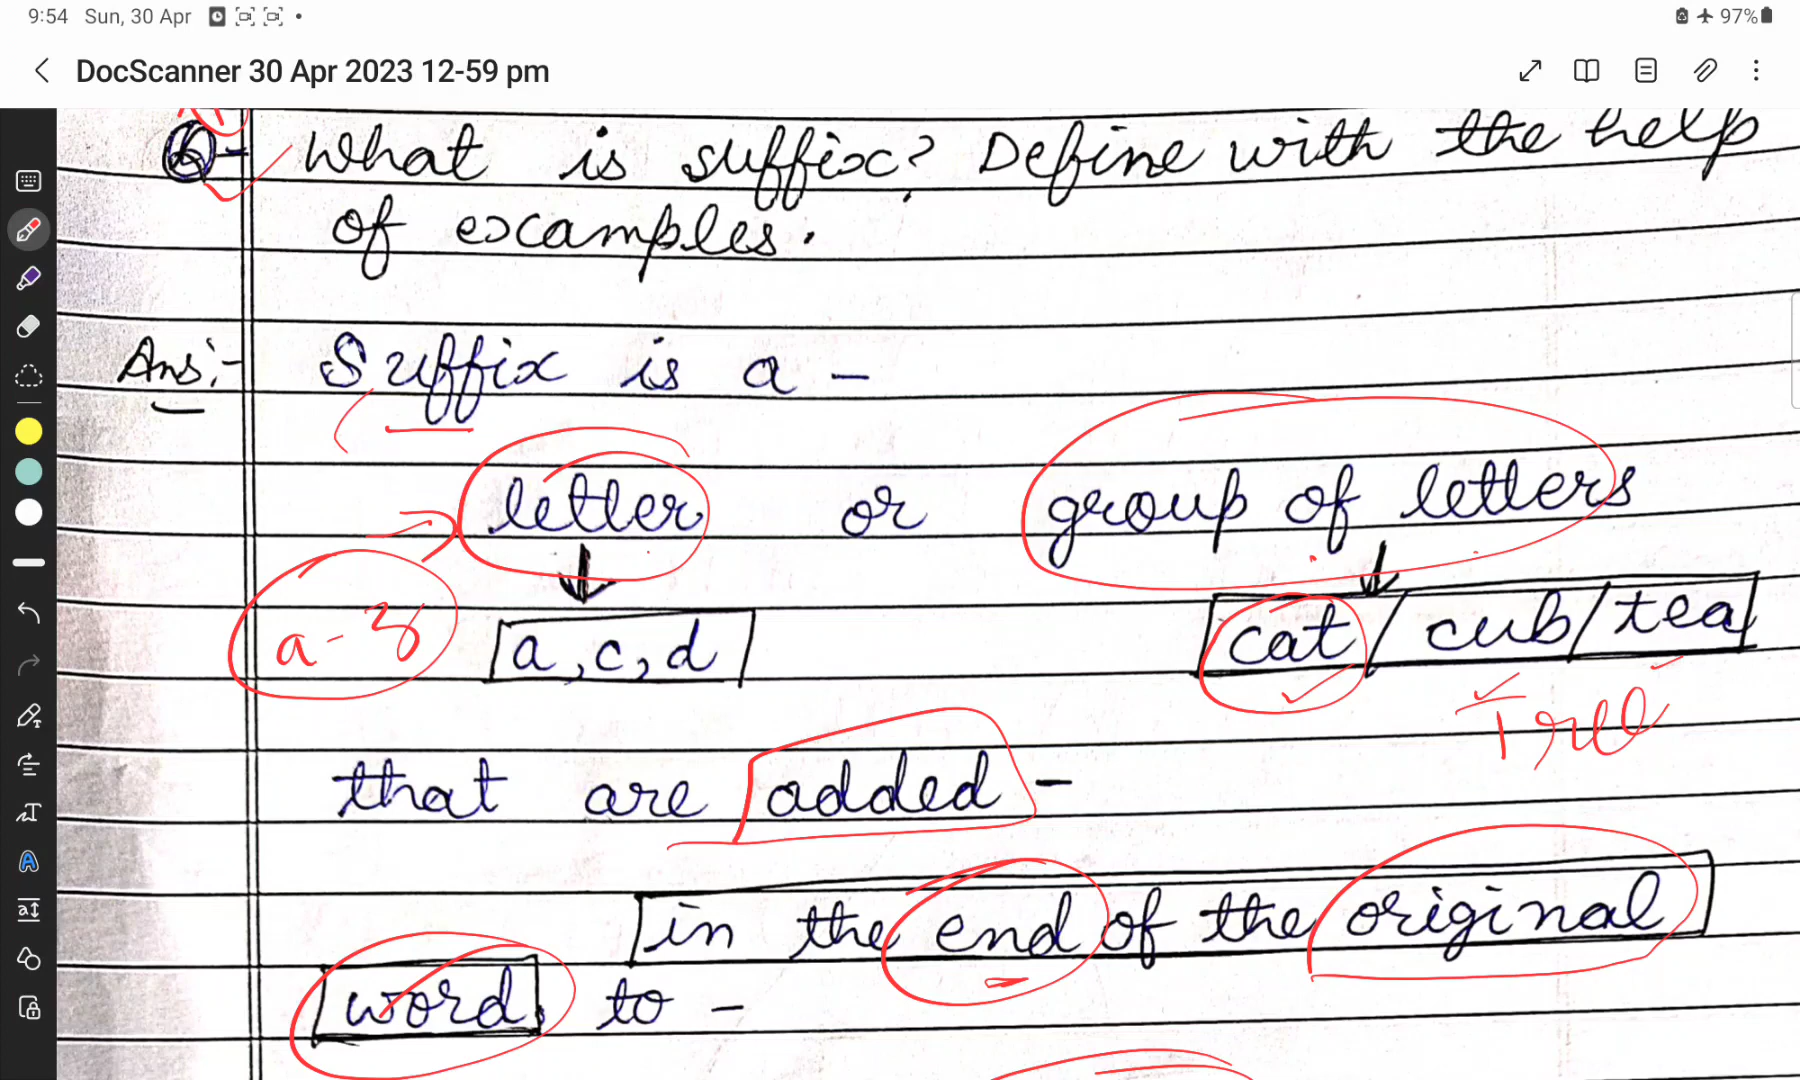 9:54 Sun, 30 Apr 97%
DocScanner 30 Apr 2023 12-59 pm
6- What is suffix? Define with the help
of examples.
Ans:- Suffix is a -
letter or group of letters
a-z a, c, d cat / cub / tea
Tree
that are added -
in the end of the original
word to -